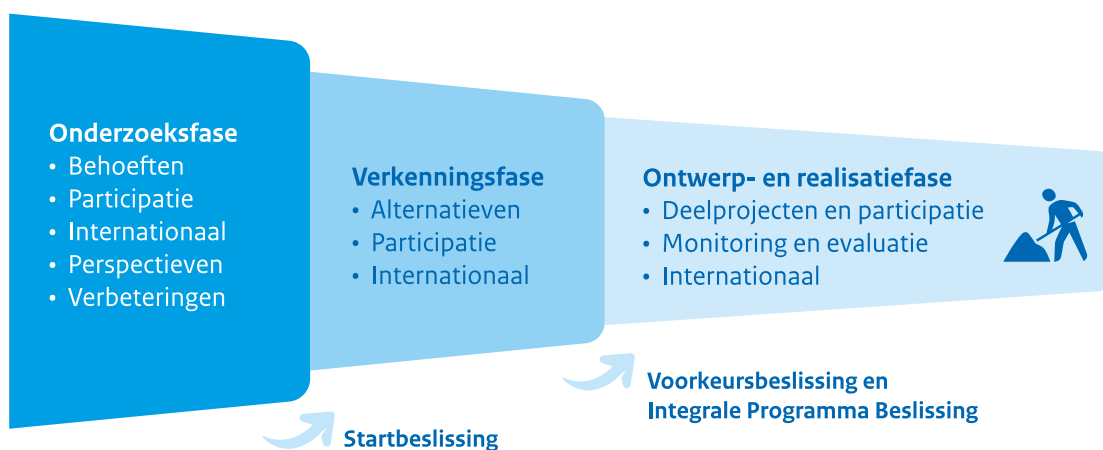 Onderzoeksfase
• Behoeften
• Participatie
• Internationaal
• Perspectieven
• Verbeteringen
Startbeslissing
Verkenningsfase
• Alternatieven
• Participatie
• Internationaal
Voorkeursbeslissing en
Integrale Programma Beslissing
Ontwerp- en realisatiefase
• Deelprojecten en participatie
• Monitoring en evaluatie
• Internationaal